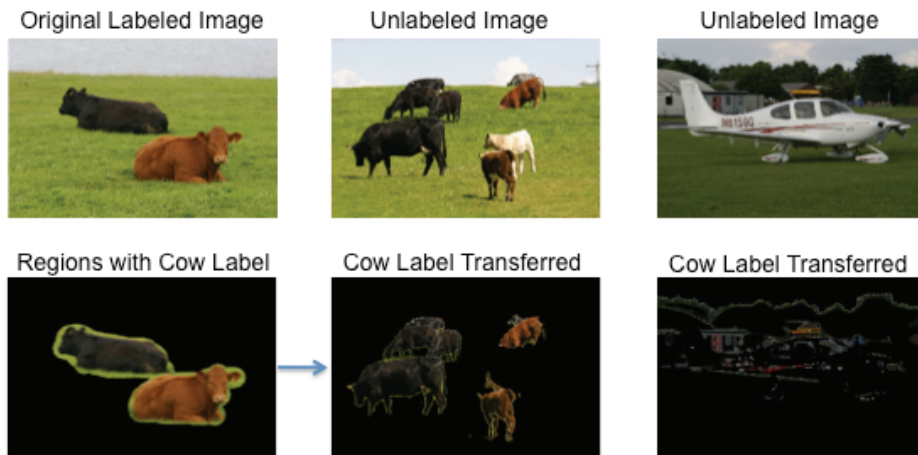 Original Labeled Image
Unlabeled Image
Unlabeled Image
Regions with Cow Label
Cow Label Transferred
Cow Label Transferred